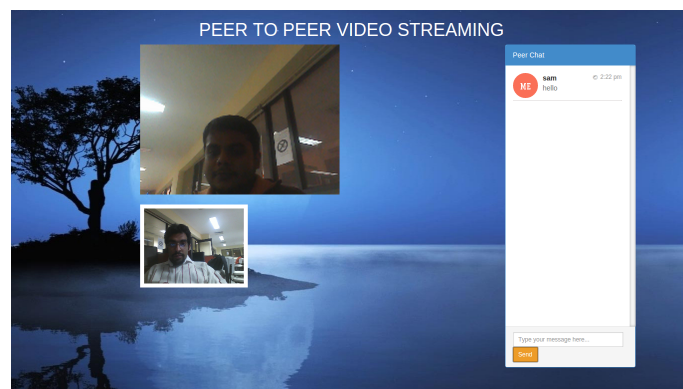 PEER TO PEER VIDEO STREAMING
Peer Chat
ME
sam
2:22 pm
hello
Type your message here...
Send